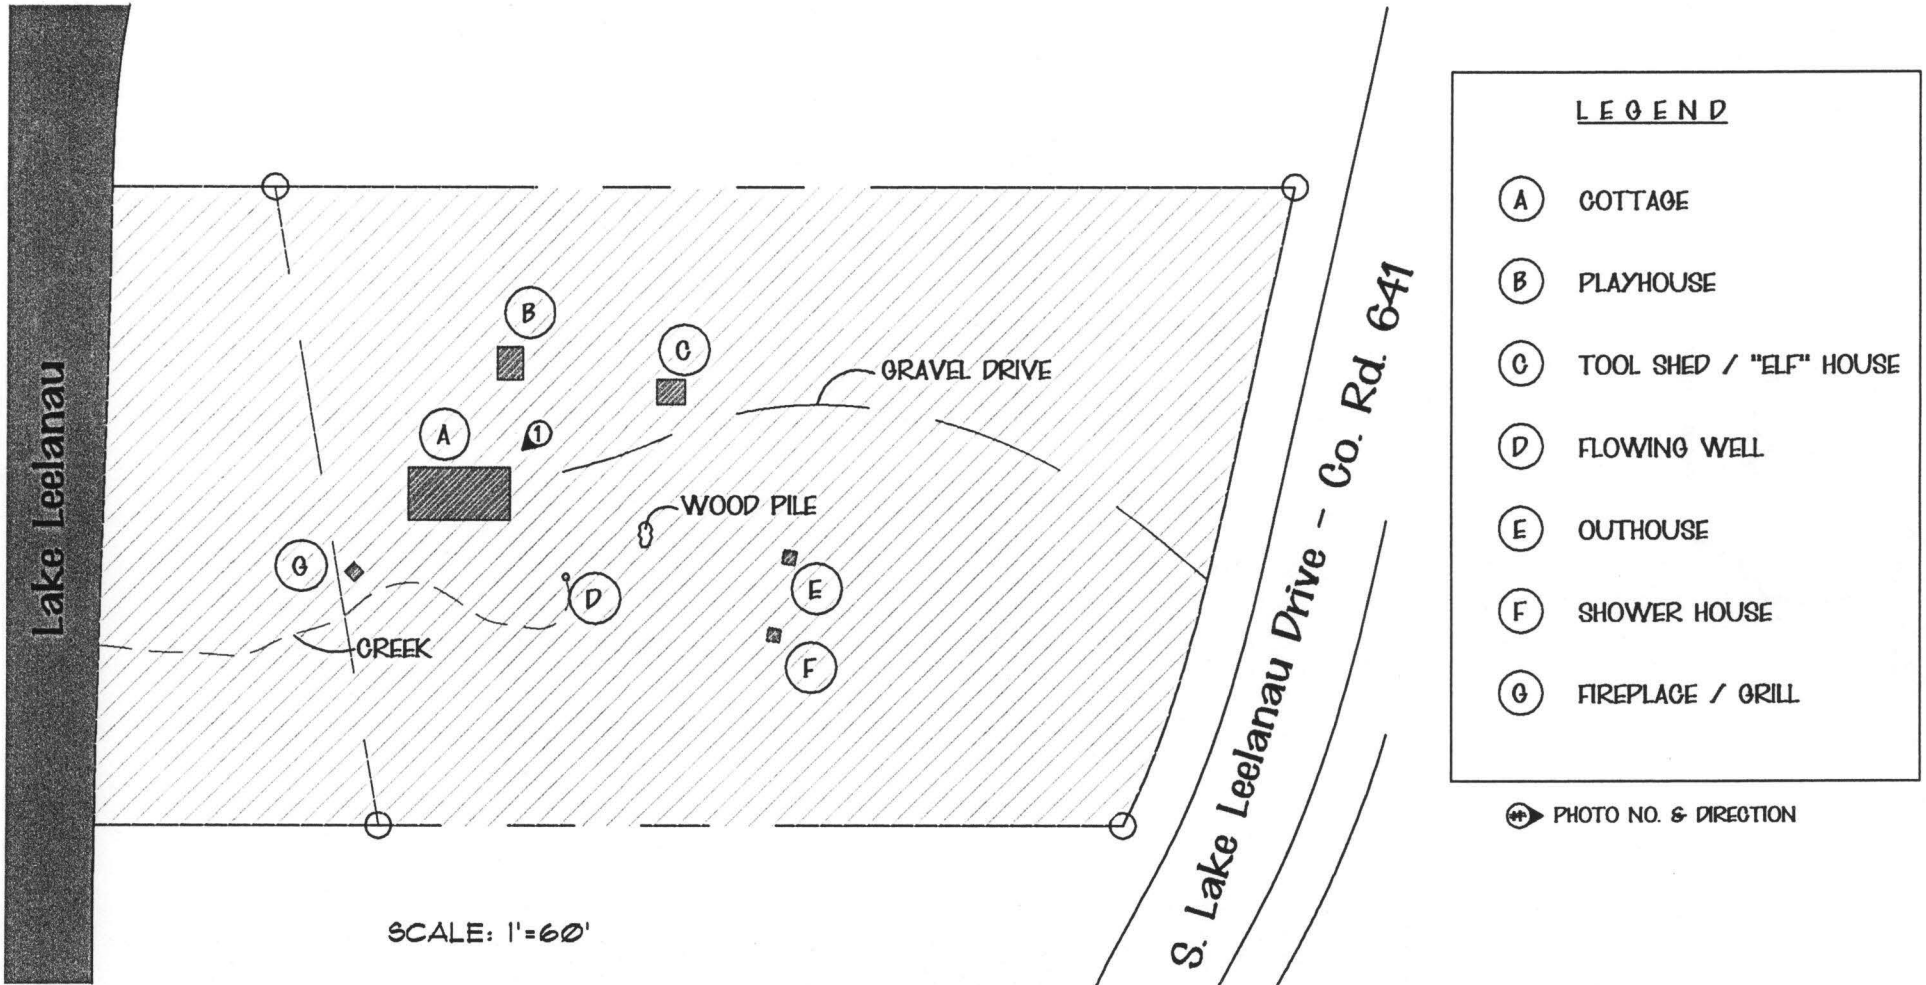 Lake Leelanau
B
C
GRAVEL DRIVE
A
1
WOOD PILE
G
D
E
CREEK
F
SCALE: 1'=60'
S. Lake Leelanau Drive - Co. Rd. 641
LEGEND
A COTTAGE
B PLAYHOUSE
C TOOL SHED / "ELF" HOUSE
D FLOWING WELL
E OUTHOUSE
F SHOWER HOUSE
G FIREPLACE / GRILL
# PHOTO NO. & DIRECTION